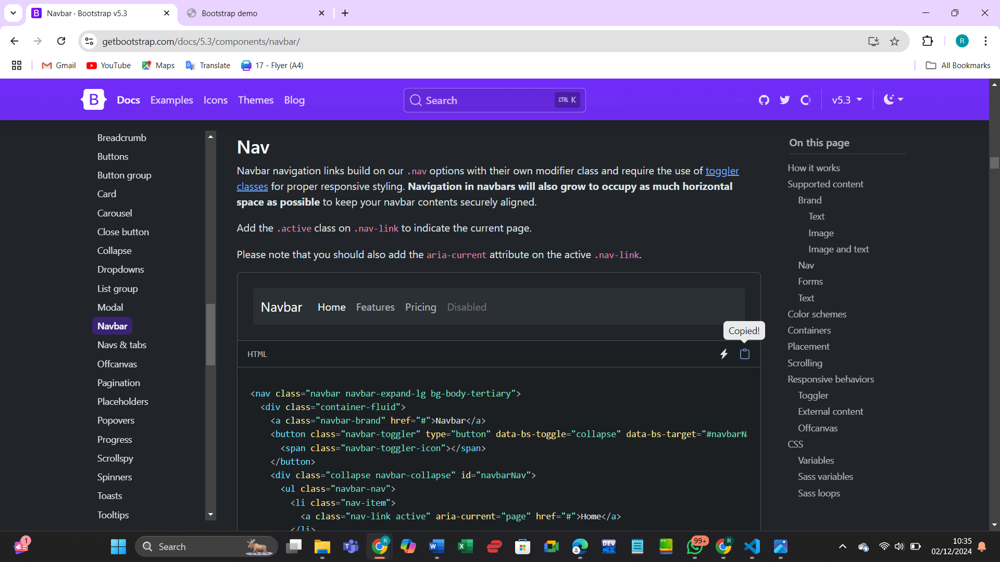 Navbar · Bootstrap v5.3
Bootstrap demo
getbootstrap.com/docs/5.3/components/navbar/
R
Gmail
YouTube
Maps
Translate
17 - Flyer (A4)
All Bookmarks
B
Docs
Examples
Icons
Themes
Blog
Search
CTRL K
v5.3
Breadcrumb
Buttons
Button group
Card
Carousel
Close button
Collapse
Dropdowns
List group
Modal
Navbar
Navs & tabs
Offcanvas
Pagination
Placeholders
Popovers
Progress
Scrollspy
Spinners
Toasts
Tooltips
Nav
Navbar navigation links build on our .nav options with their own modifier class and require the use of toggler
classes for proper responsive styling. Navigation in navbars will also grow to occupy as much horizontal
space as possible to keep your navbar contents securely aligned.
Add the .active class on .nav-link to indicate the current page.
Please note that you should also add the aria-current attribute on the active .nav-link.
Navbar Home Features Pricing Disabled
Copied!
HTML
<nav class="navbar navbar-expand-lg bg-body-tertiary">
<div class="container-fluid">
<a class="navbar-brand" href="#">Navbar</a>
<button class="navbar-toggler" type="button" data-bs-toggle="collapse" data-bs-target="#navbarN
<span class="navbar-toggler-icon"></span>
</button>
<div class="collapse navbar-collapse" id="navbarNav">
<ul class="navbar-nav">
<li class="nav-item">
<a class="nav-link active" aria-current="page" href="#">Home</a>
</li>
On this page
How it works
Supported content
Brand
Text
Image
Image and text
Nav
Forms
Text
Color schemes
Containers
Placement
Scrolling
Responsive behaviors
Toggler
External content
Offcanvas
CSS
Variables
Sass variables
Sass loops
1
Search
R
DEV
99+
R
10:35
02/12/2024